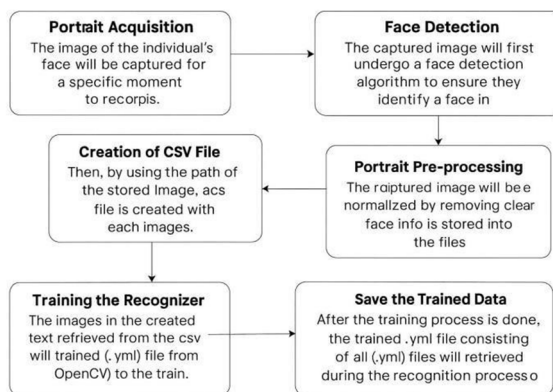 Portrait Acquisition
The image of the individual's
face will be captured for
a specific moment
to recorpis.
Face Detection
The captured image will first
undergo a face detection
algorithm to ensure they
identify a face in
Portrait Pre-processing
The raiptured image will bee
normallzed by removing clear
face info is stored into
the files
Creation of CSV File
Then, by using the path of
the stored Image, acs
file is created with
each images.
Training the Recognizer
The images in the created
text retrieved from the csv
will trained (. yml) file from
OpenCV) to the train.
Save the Trained Data
After the training process is done,
the trained .yml file consisting
of all (.yml) files will retrieved
during the recognition process o